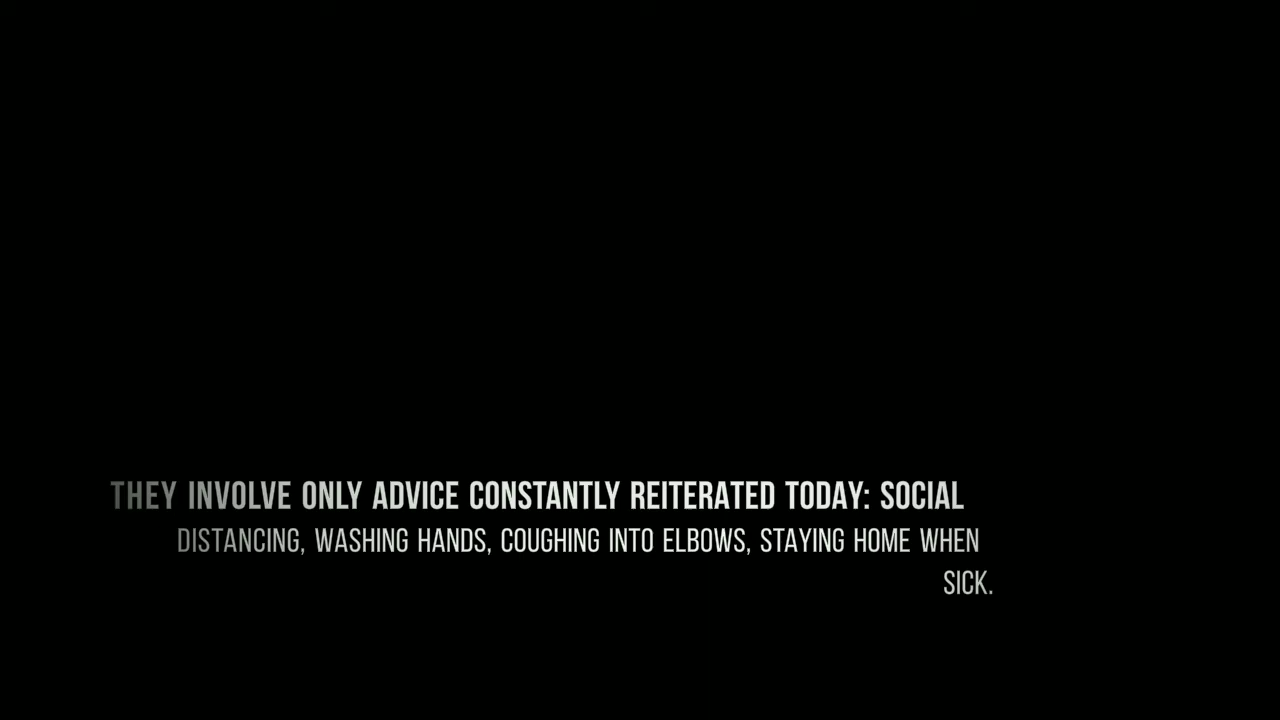 THEY INVOLVE ONLY ADVICE CONSTANTLY REITERATED TODAY: SOCIAL
DISTANCING, WASHING HANDS, COUGHING INTO ELBOWS, STAYING HOME WHEN
SICK.